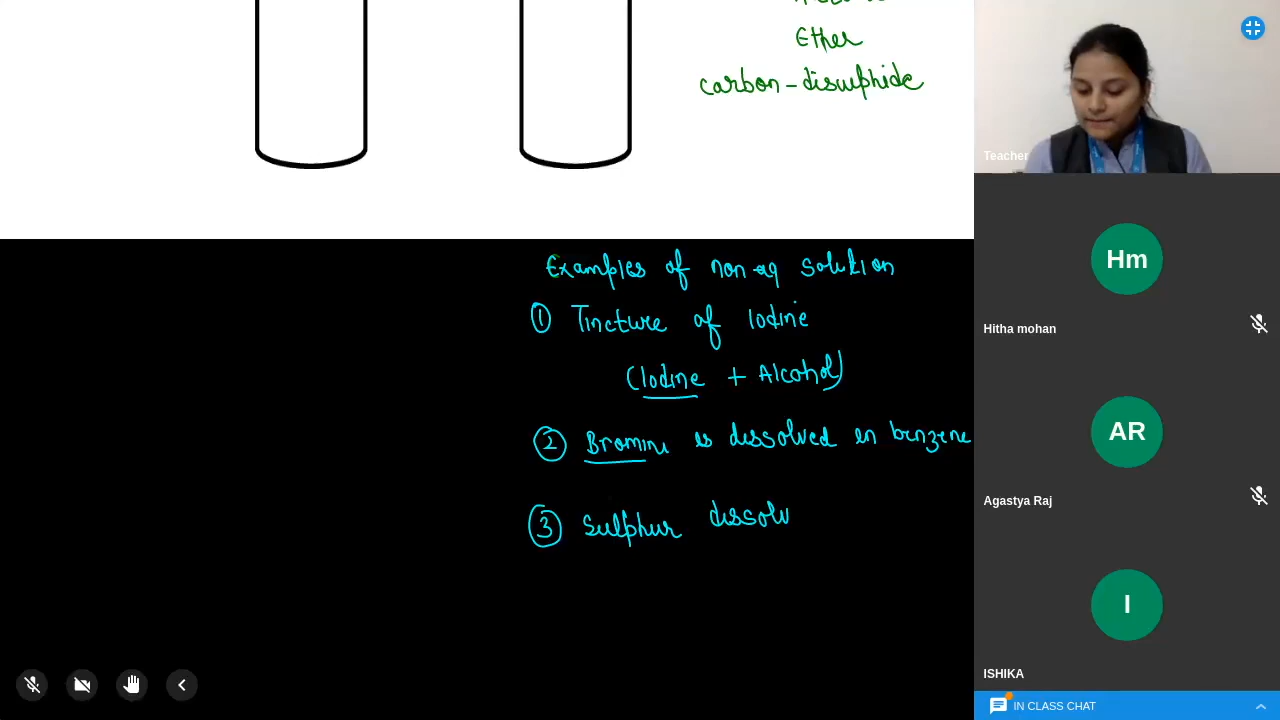 Ether
carbon-disulphide
Teacher
Examples of non-aq solution
① Tincture of Iodine
(Iodine + Alcohol)
② Bromine is dissolved in benzene
③ Sulphur dissolv
Hm
Hitha mohan
AR
Agastya Raj
I
ISHIKA
IN CLASS CHAT